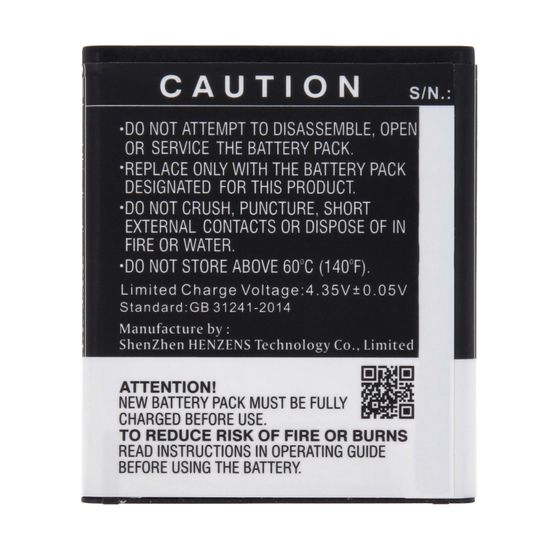 CAUTION
S/N.:
•DO NOT ATTEMPT TO DISASSEMBLE, OPEN
OR SERVICE THE BATTERY PACK.
•REPLACE ONLY WITH THE BATTERY PACK
DESIGNATED FOR THIS PRODUCT.
•DO NOT CRUSH, PUNCTURE, SHORT
EXTERNAL CONTACTS OR DISPOSE OF IN
FIRE OR WATER.
•DO NOT STORE ABOVE 60°C (140°F).
Limited Charge Voltage: 4.35V±0.05V
Standard: GB 31241-2014
Manufacture by :
ShenZhen HENZENS Technology Co., Limited
ATTENTION!
NEW BATTERY PACK MUST BE FULLY
CHARGED BEFORE USE.
TO REDUCE RISK OF FIRE OR BURNS
READ INSTRUCTIONS IN OPERATING GUIDE
BEFORE USING THE BATTERY.